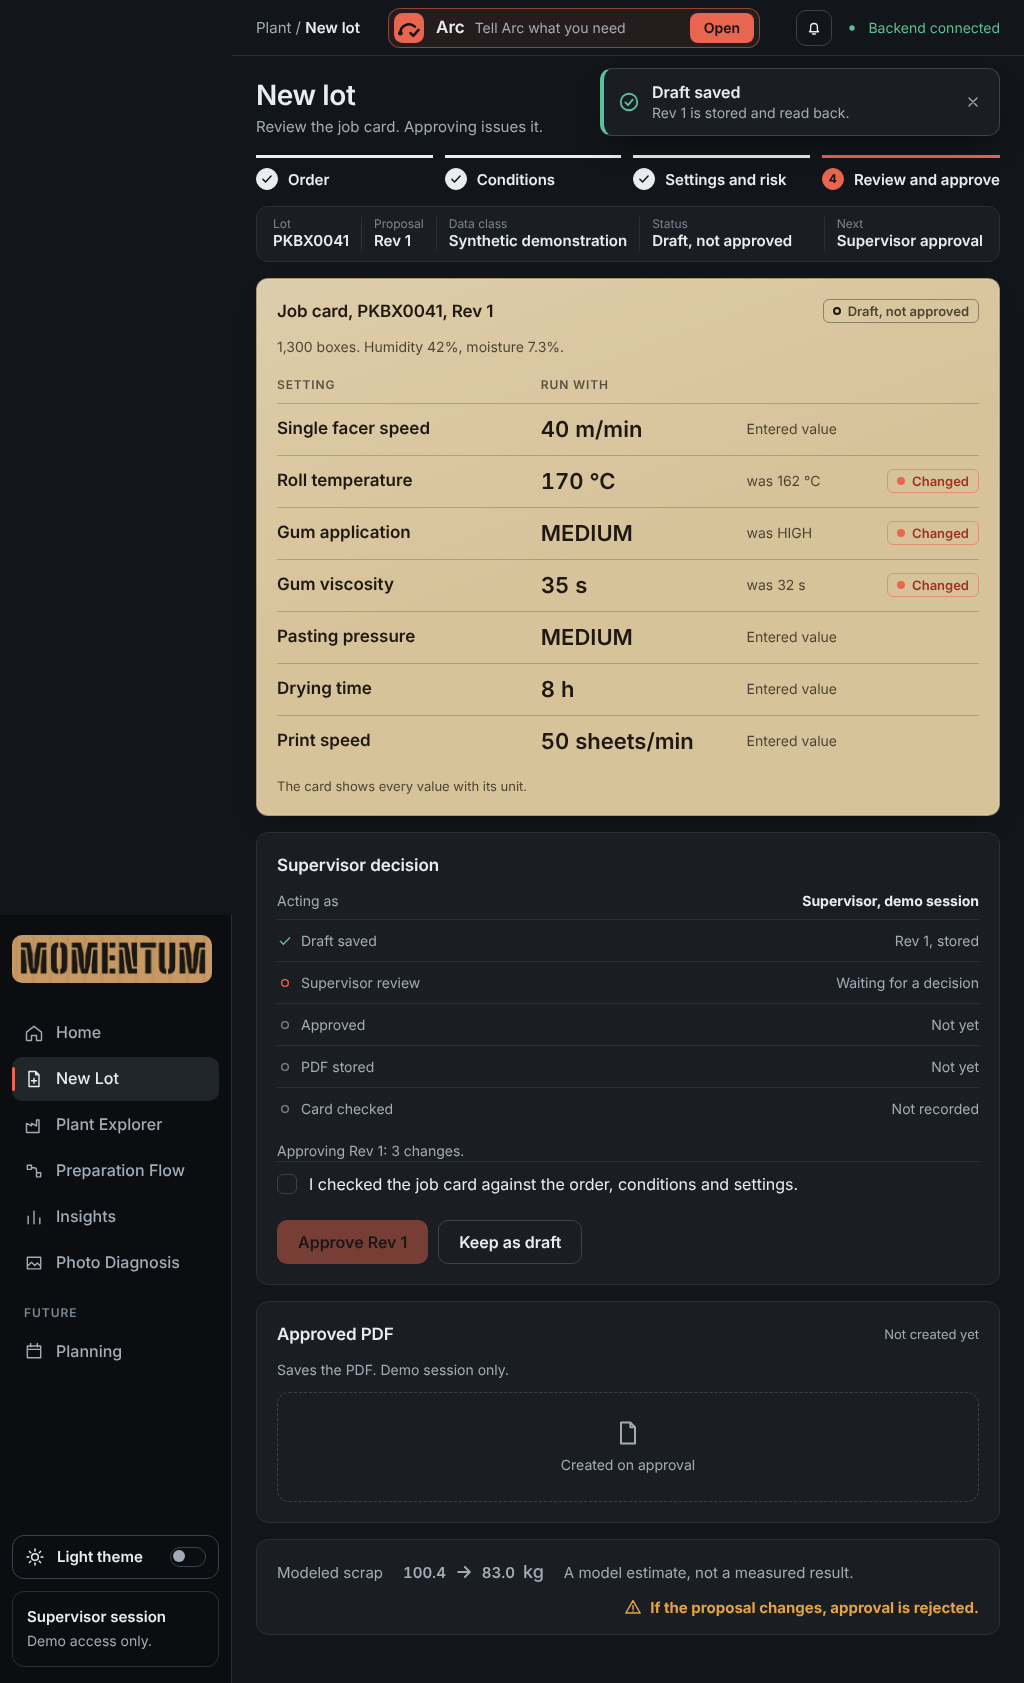 Plant / New lot
Arc Tell Arc what you need Open
Backend connected
New lot
Review the job card. Approving issues it.
Draft saved
Rev 1 is stored and read back.
Order
Conditions
Settings and risk
4 Review and approve
Lot Proposal Data class Status Next
PKBX0041 Rev 1 Synthetic demonstration Draft, not approved Supervisor approval
Job card, PKBX0041, Rev 1 Draft, not approved
1,300 boxes. Humidity 42%, moisture 7.3%.
SETTING RUN WITH
Single facer speed 40 m/min Entered value
Roll temperature 170 °C was 162 °C Changed
Gum application MEDIUM was HIGH Changed
Gum viscosity 35 s was 32 s Changed
Pasting pressure MEDIUM Entered value
Drying time 8 h Entered value
Print speed 50 sheets/min Entered value
The card shows every value with its unit.
Supervisor decision
Acting as Supervisor, demo session
Draft saved Rev 1, stored
Supervisor review Waiting for a decision
Approved Not yet
PDF stored Not yet
Card checked Not recorded
Approving Rev 1: 3 changes.
I checked the job card against the order, conditions and settings.
Approve Rev 1 Keep as draft
Approved PDF Not created yet
Saves the PDF. Demo session only.
Created on approval
Modeled scrap 100.4 → 83.0 kg A model estimate, not a measured result.
If the proposal changes, approval is rejected.
MOMENTUM
Home
New Lot
Plant Explorer
Preparation Flow
Insights
Photo Diagnosis
FUTURE
Planning
Light theme
Supervisor session
Demo access only.